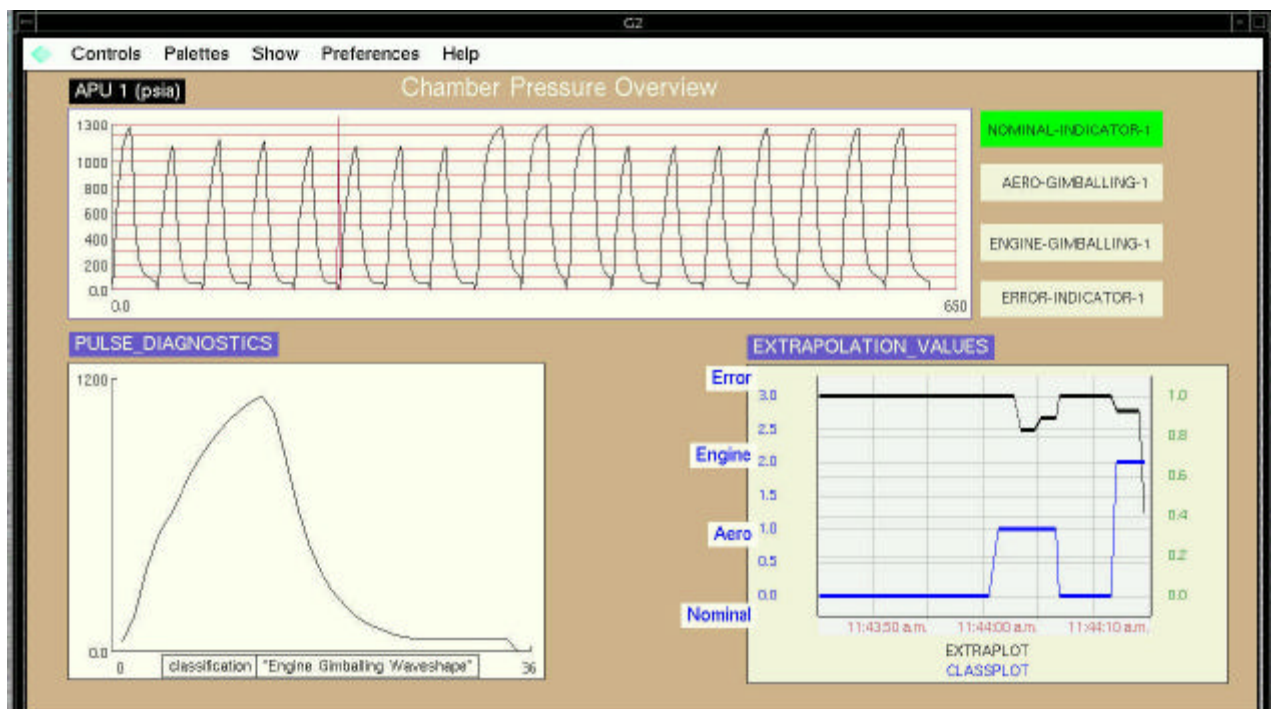 G2
Controls Palettes Show Preferences Help
APU 1 (psia)
Chamber Pressure Overview
1300
1000
800
600
400
200
0.0
0.0
650
NOMINAL-INDICATOR-1
AERO-GIMBALLING-1
ENGINE-GIMBALLING-1
ERROR-INDICATOR-1
PULSE_DIAGNOSTICS
1200
0.0
0
classification "Engine Gimballing Waveshape"
36
EXTRAPOLATION_VALUES
Error
Engine
Aero
Nominal
3.0
2.5
2.0
1.5
1.0
0.5
0.0
1.0
0.8
0.6
0.4
0.2
0.0
11:43:50 a.m. 11:44:00 a.m. 11:44:10 a.m.
EXTRAPLOT
CLASSPLOT